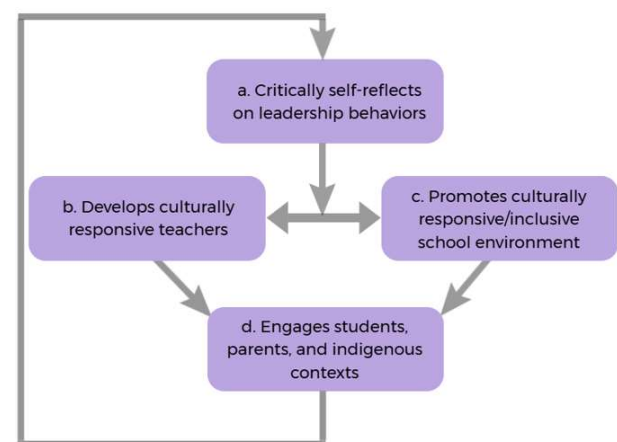 a. Critically self-reflects
on leadership behaviors
b. Develops culturally
responsive teachers
c. Promotes culturally
responsive/inclusive
school environment
d. Engages students,
parents, and indigenous
contexts